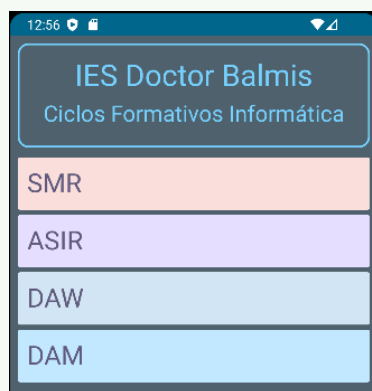 12:56
IES Doctor Balmis
Ciclos Formativos Informática
SMR
ASIR
DAW
DAM